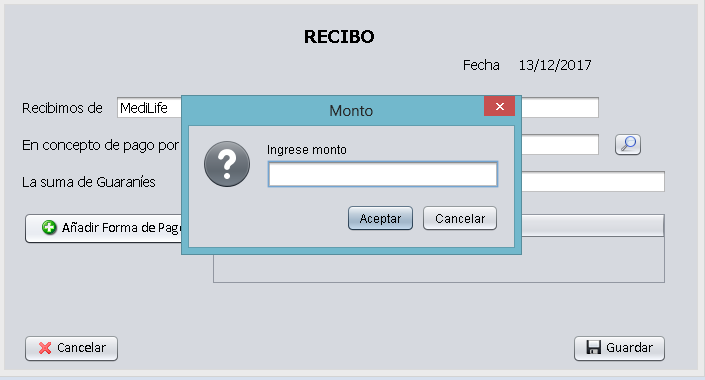 RECIBO
Fecha 13/12/2017
Recibimos de MediLife
Monto
En concepto de pago por
Ingrese monto
La suma de Guaraníes
Aceptar Cancelar
Añadir Forma de Pago
Cancelar Guardar